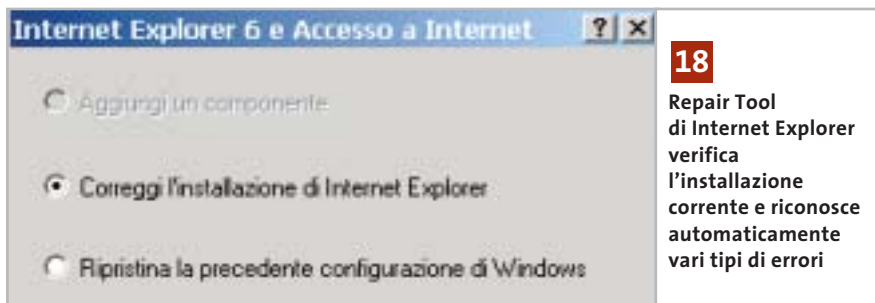 Internet Explorer 6 e Accesso a Internet
Aggiungi un componente
Correggi l'installazione di Internet Explorer
Ripristina la precedente configurazione di Windows
18
Repair Tool
di Internet Explorer
verifica
l’installazione
corrente e riconosce
automaticamente
vari tipi di errori